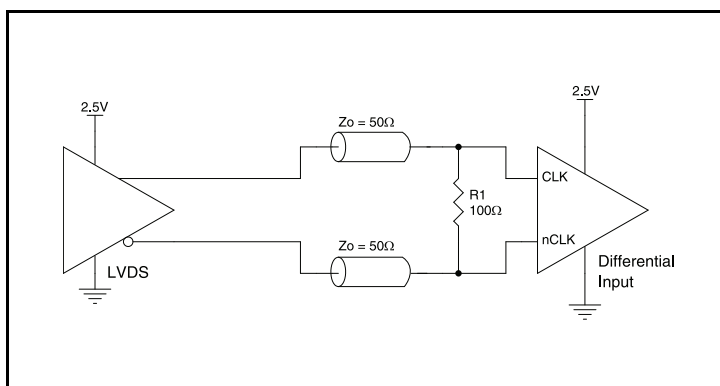 2.5V
2.5V
Zo = 50Ω
CLK
R1
100Ω
nCLK
Zo = 50Ω
LVDS
Differential
Input